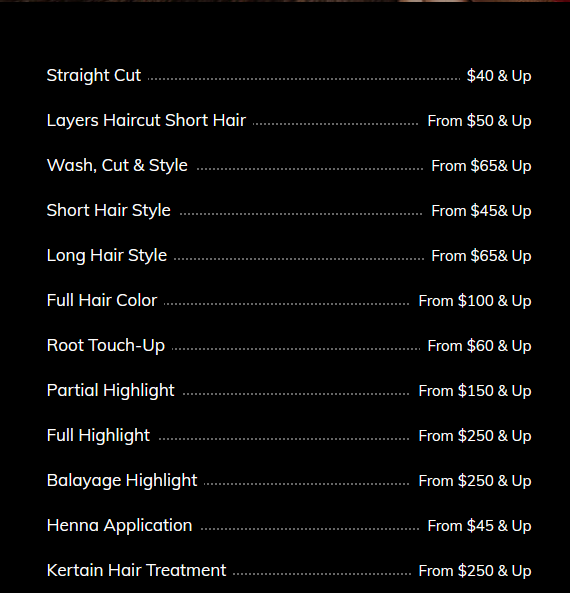 Straight Cut $40 & Up
Layers Haircut Short Hair From $50 & Up
Wash, Cut & Style From $65& Up
Short Hair Style From $45& Up
Long Hair Style From $65& Up
Full Hair Color From $100 & Up
Root Touch-Up From $60 & Up
Partial Highlight From $150 & Up
Full Highlight From $250 & Up
Balayage Highlight From $250 & Up
Henna Application From $45 & Up
Kertain Hair Treatment From $250 & Up